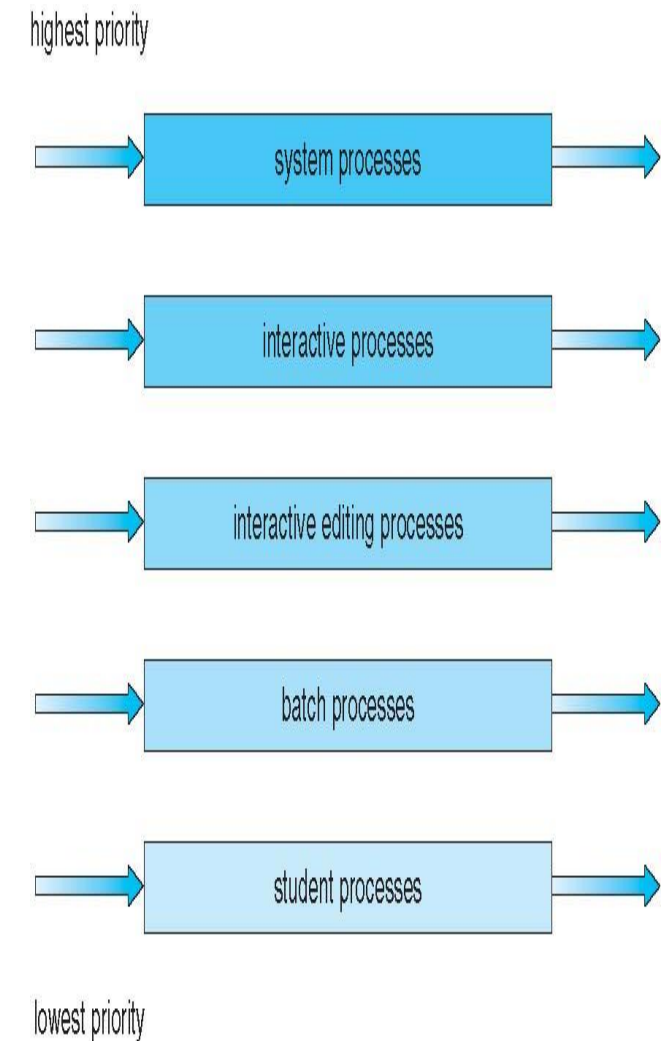 highest priority
system processes
interactive processes
interactive editing processes
batch processes
student processes
lowest priority